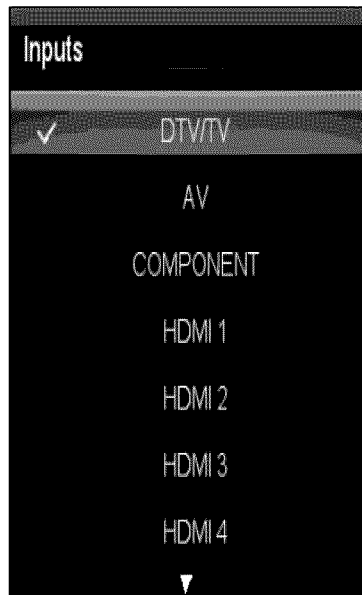 Inputs
DTV/TV
AV
COMPONENT
HDMI 1
HDMI 2
HDMI 3
HDMI 4